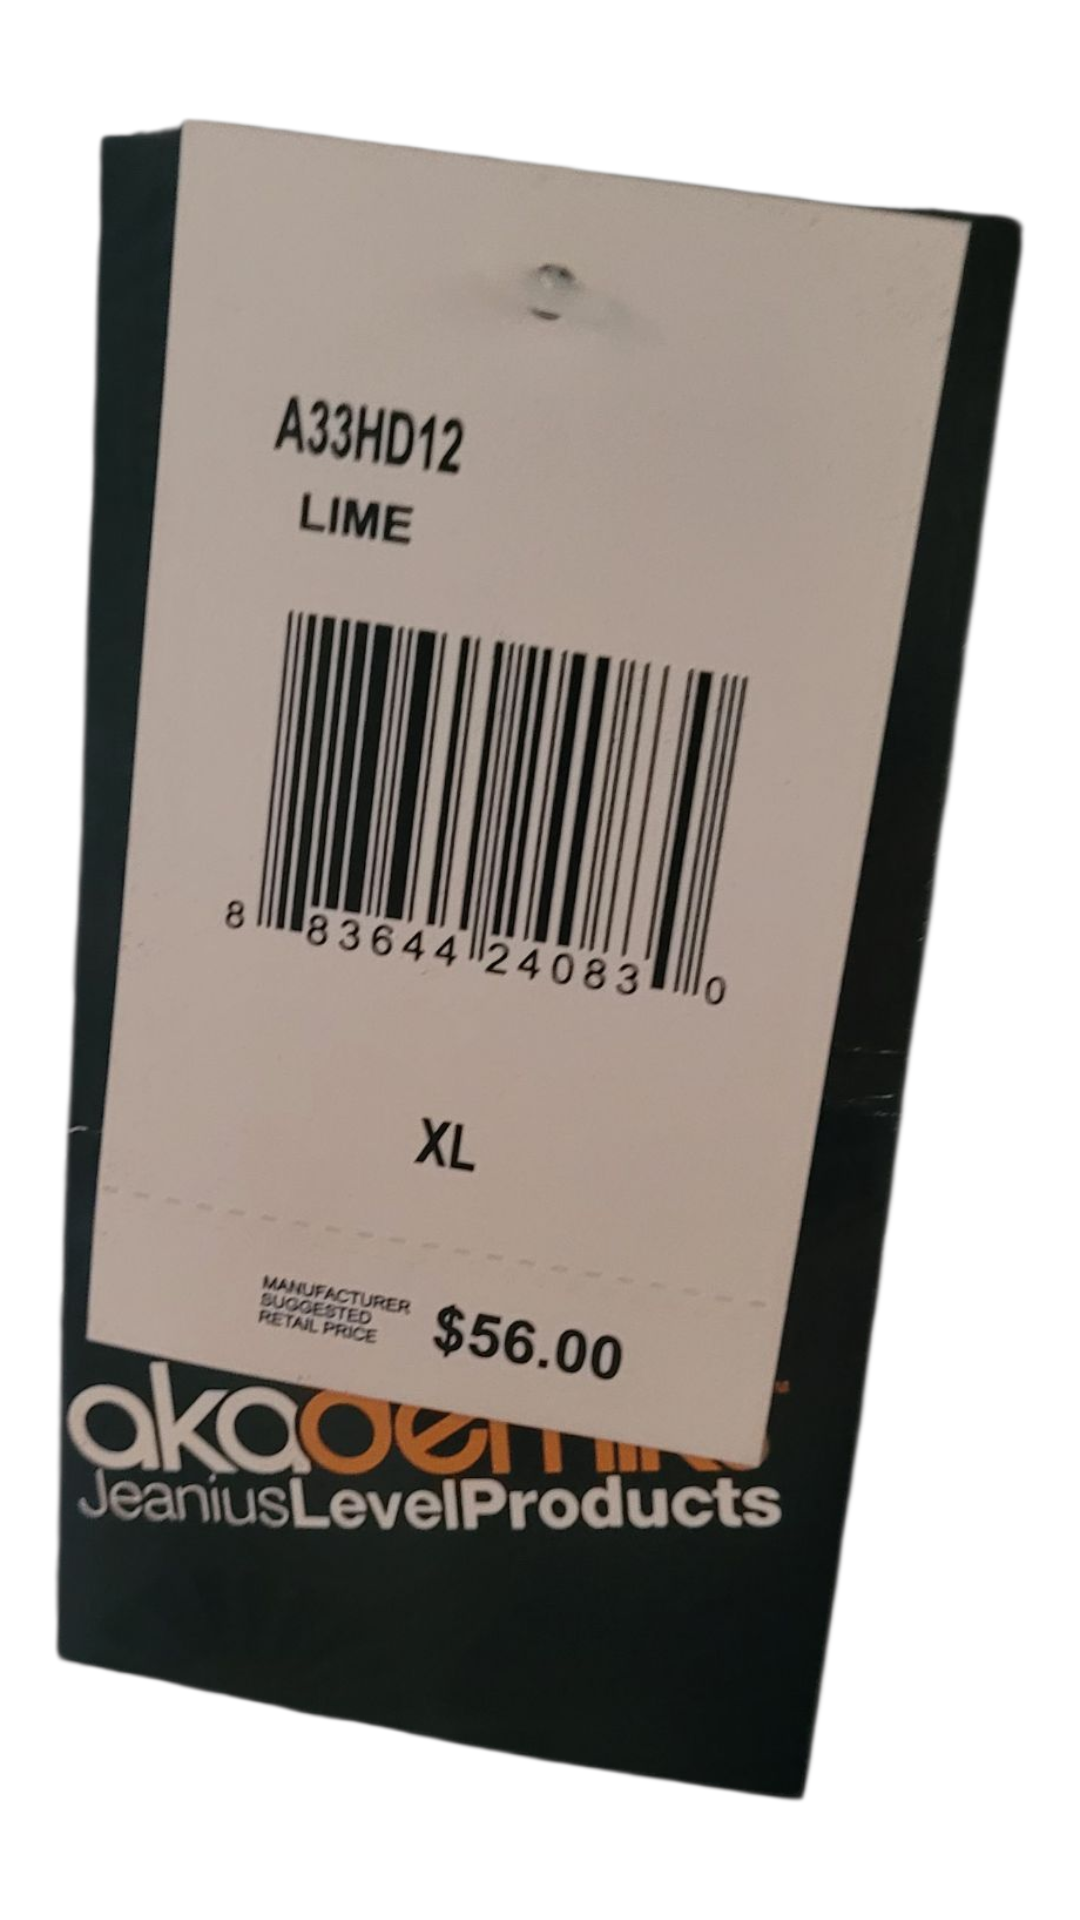 A33HD12
LIME
8 83644 24083 0
XL
MANUFACTURER
SUGGESTED
RETAIL PRICE
$56.00
JeaniusLevelProducts